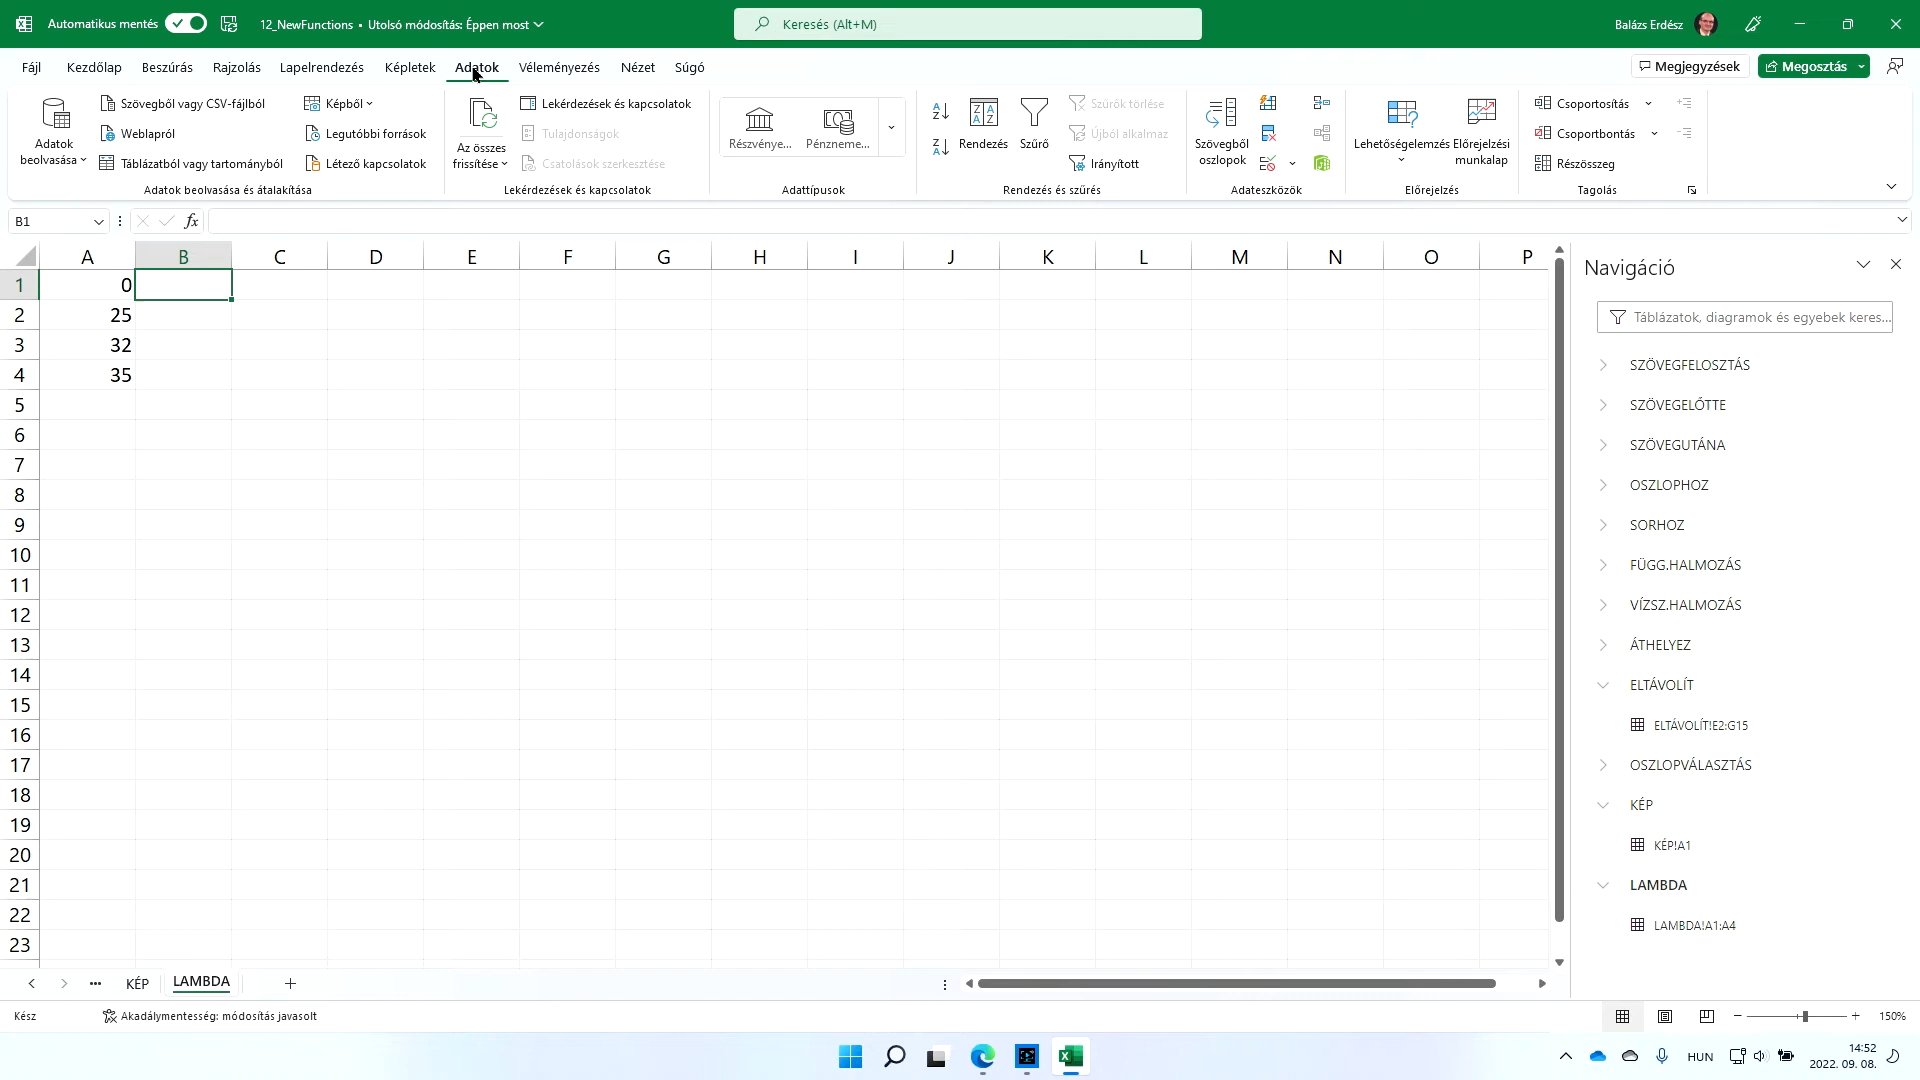 Automatikus mentés
12_NewFunctions • Utolsó módosítás: Éppen most
Keresés (Alt+M)
Balázs Erdész
Fájl Kezdőlap Beszúrás Rajzolás Lapelrendezés Képletek Adatok Véleményezés Nézet Súgó
Megjegyzések
Megosztás
Adatok beolvasása
Szövegből vagy CSV-fájlból
Weblapról
Táblázatból vagy tartományból
Képből
Legutóbbi források
Létező kapcsolatok
Adatok beolvasása és átalakítása
Az összes frissítése
Lekérdezések és kapcsolatok
Tulajdonságok
Csatolások szerkesztése
Lekérdezések és kapcsolatok
Részvénye...
Pénzneme...
Adattípusok
Rendezés
Szűrő
Szűrők törlése
Újból alkalmaz
Irányított
Rendezés és szűrés
Szövegből oszlopok
Adateszközök
Lehetőségelemzés
Előrejelzési munkalap
Előrejelzés
Csoportosítás
Csoportbontás
Részösszeg
Tagolás
B1
fx
A B C D E F G H I J K L M N O P
1 0
2 25
3 32
4 35
5
6
7
8
9
10
11
12
13
14
15
16
17
18
19
20
21
22
23
Navigáció
Táblázatok, diagramok és egyebek keres...
SZÖVEGFELOSZTÁS
SZÖVEGELŐTTE
SZÖVEGUTÁNA
OSZLOPHOZ
SORHOZ
FÜGG.HALMOZÁS
VÍZSZ.HALMOZÁS
ÁTHELYEZ
ELTÁVOLÍT
ELTÁVOLÍT!E2:G15
OSZLOPVÁLASZTÁS
KÉP
KÉP!A1
LAMBDA
LAMBDA!A1:A4
KÉP LAMBDA
Kész
Akadálymentesség: módosítás javasolt
150%
HUN
14:52
2022. 09. 08.